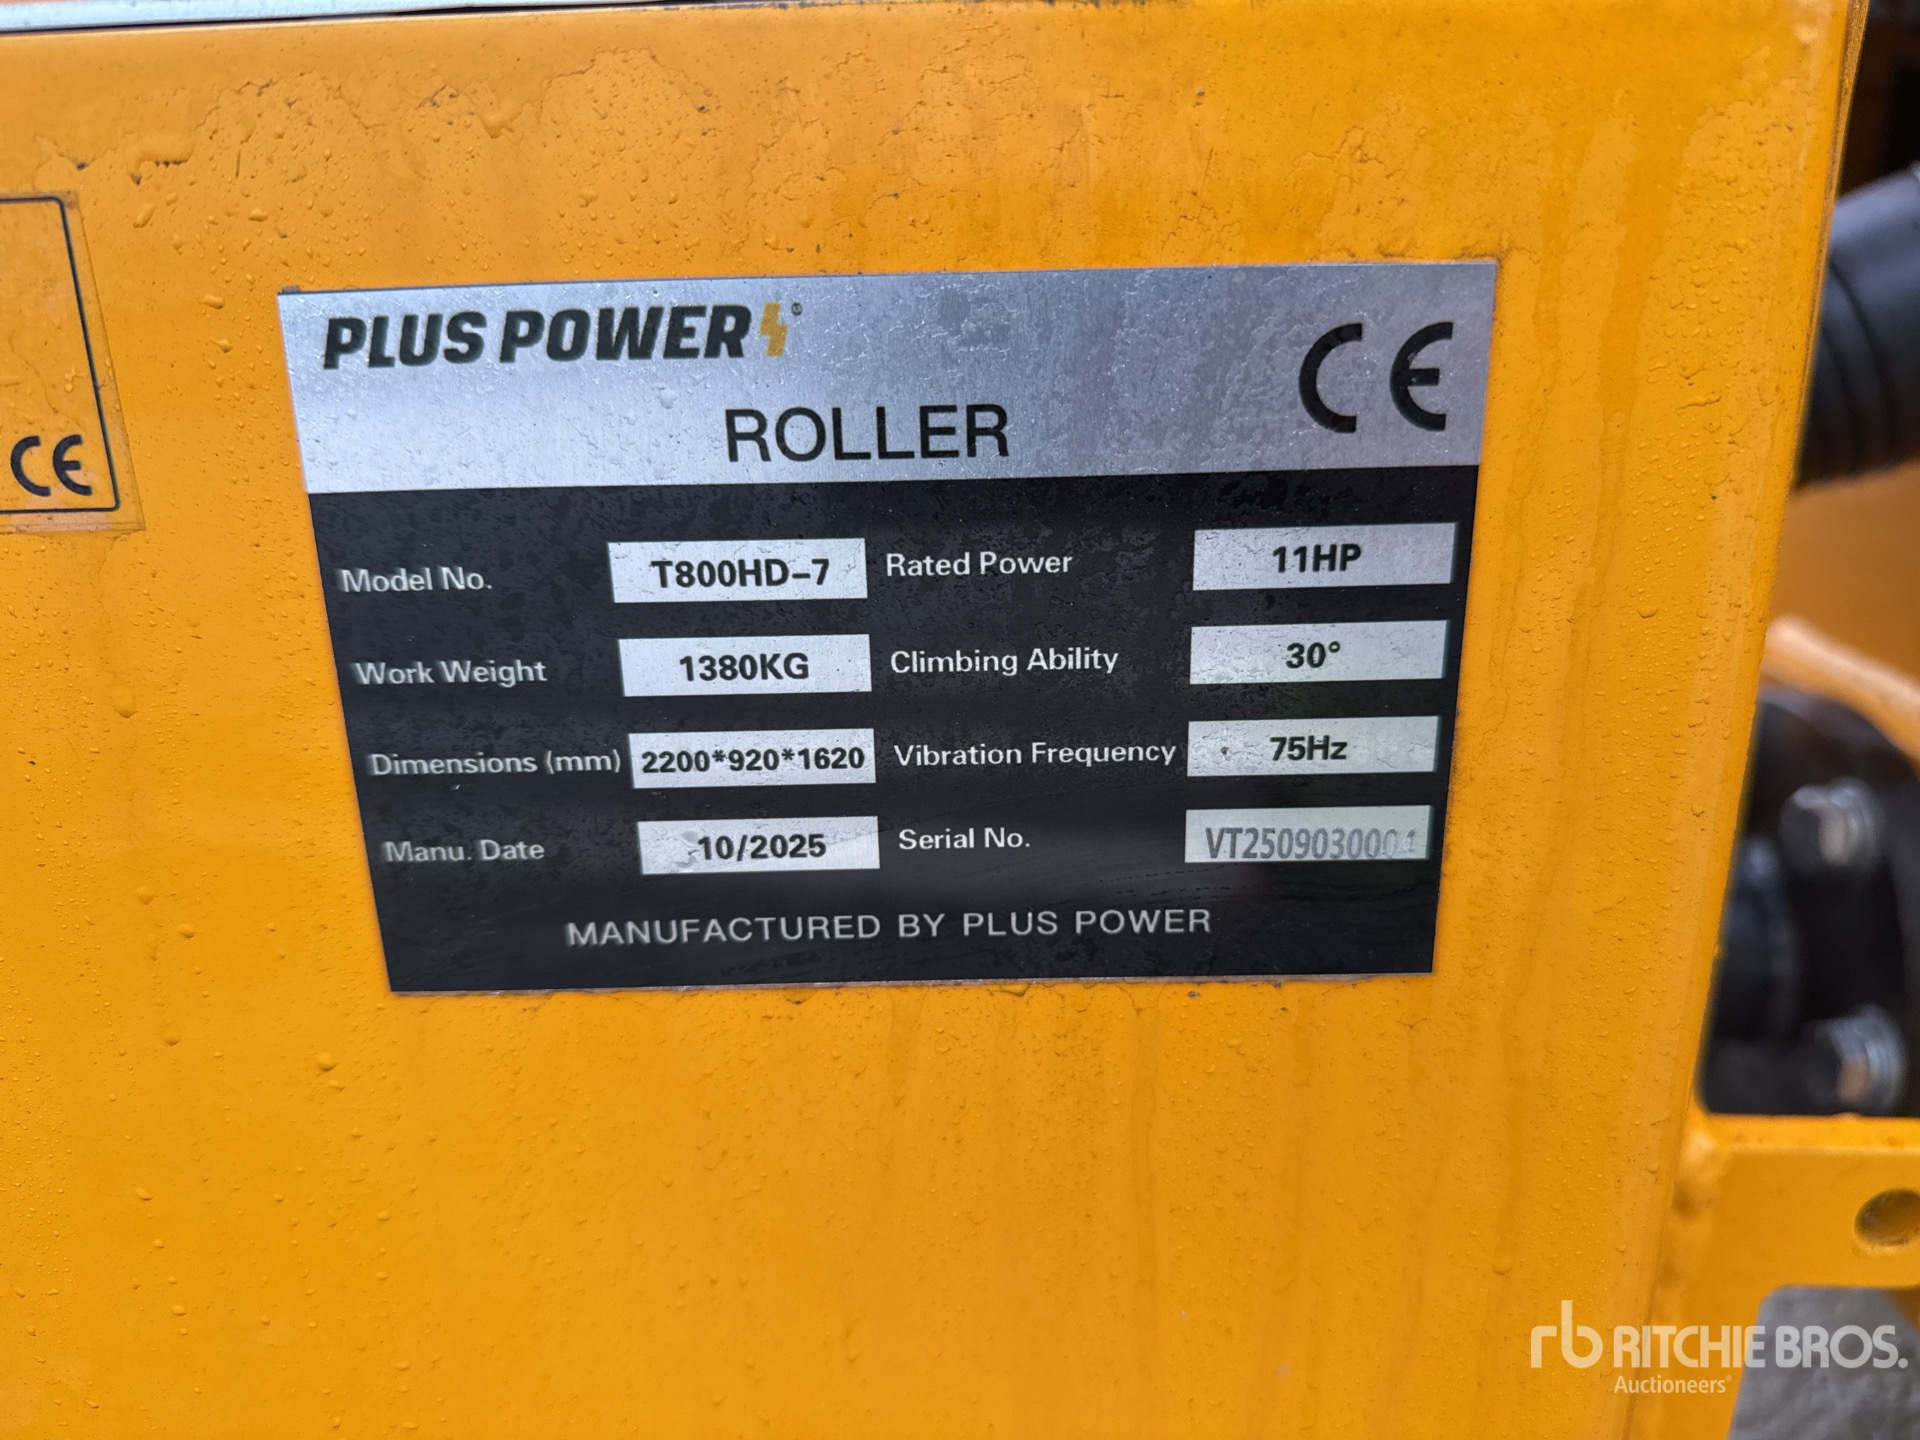 PLUS POWER®
CE
ROLLER
CE
Model No. T800HD-7 Rated Power 11HP
Work Weight 1380KG Climbing Ability 30°
Dimensions (mm) 2200*920*1620 Vibration Frequency 75Hz
Manu. Date 10/2025 Serial No. VT2509030004
MANUFACTURED BY PLUS POWER
rb RITCHIE BROS.
Auctioneers